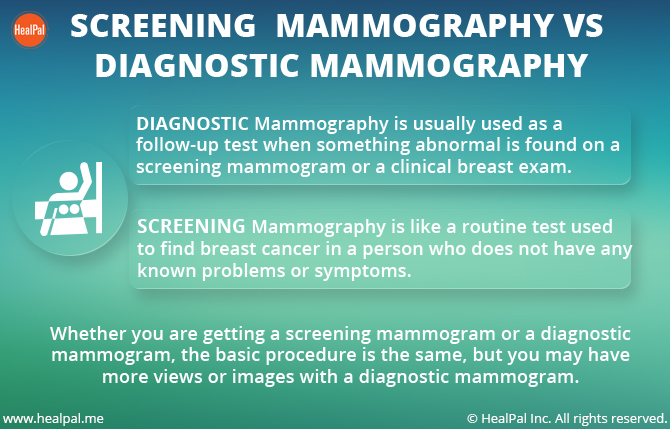 HealPal
SCREENING MAMMOGRAPHY VS
DIAGNOSTIC MAMMOGRAPHY
DIAGNOSTIC Mammography is usually used as a
follow-up test when something abnormal is found on a
screening mammogram or a clinical breast exam.
SCREENING Mammography is like a routine test used
to find breast cancer in a person who does not have any
known problems or symptoms.
Whether you are getting a screening mammogram or a diagnostic
mammogram, the basic procedure is the same, but you may have
more views or images with a diagnostic mammogram.
www.healpal.me
© HealPal Inc. All rights reserved.